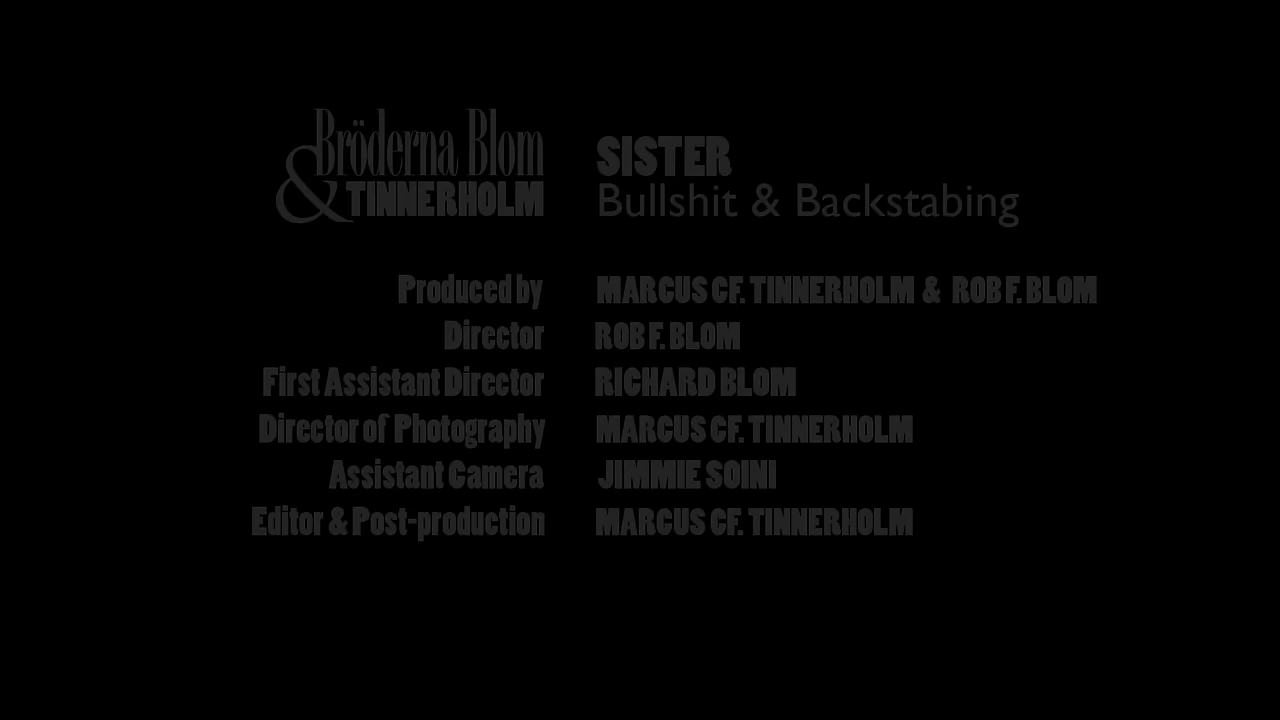 Bröderna Blom
& TINNERHOLM
SISTER
Bullshit & Backstabing
Produced by MARCUS CF. TINNERHOLM & ROB F. BLOM
Director ROB F. BLOM
First Assistant Director RICHARD BLOM
Director of Photography MARCUS CF. TINNERHOLM
Assistant Camera JIMMIE SOINI
Editor & Post-production MARCUS CF. TINNERHOLM